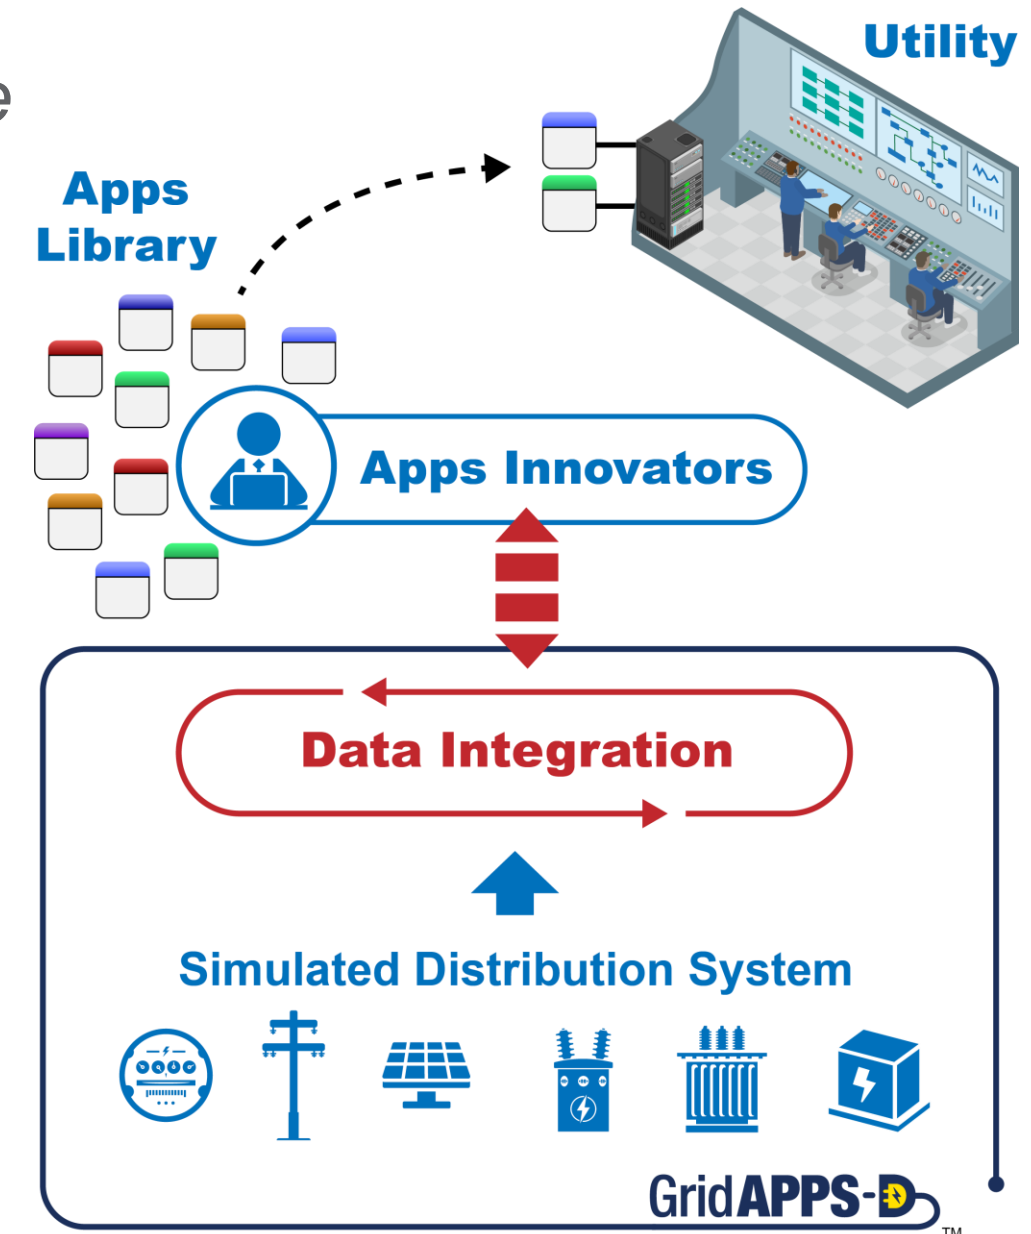 e
Utility
Apps
Library
Apps Innovators
Data Integration
Simulated Distribution System
GridAPPS-D
TM